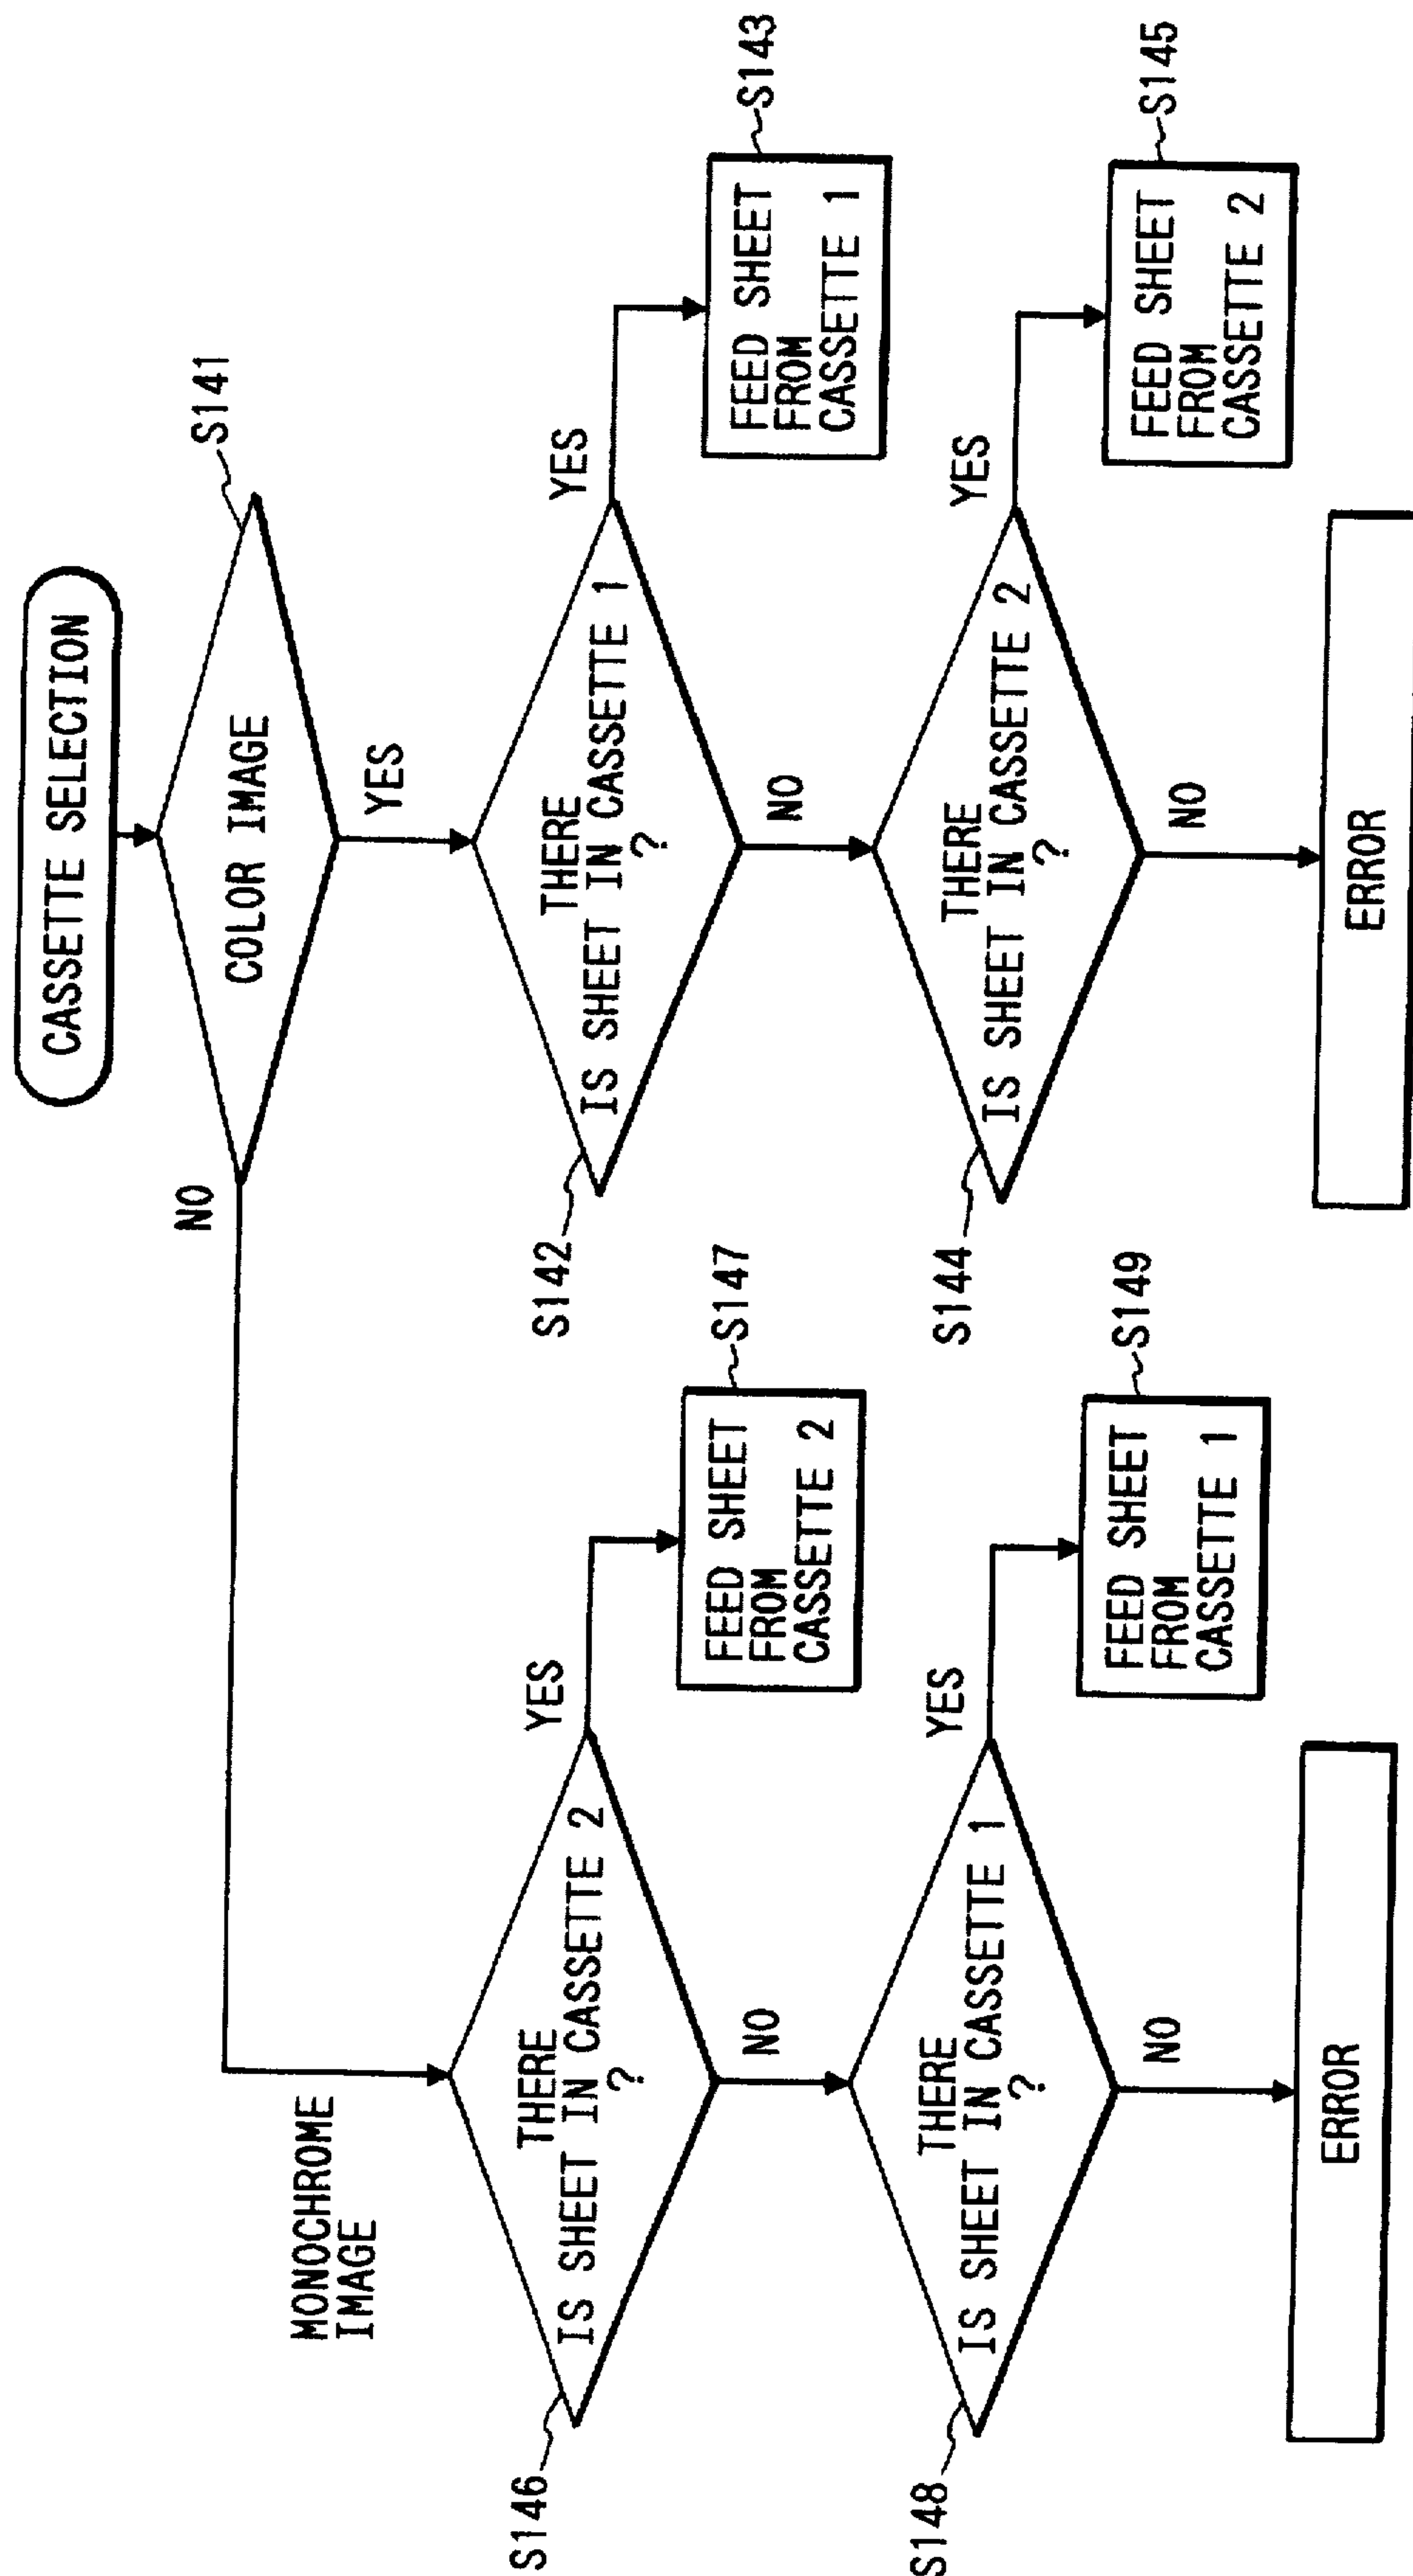 CASSETTE SELECTION
S141
COLOR IMAGE
NO
YES
MONOCHROME
IMAGE
S142
THERE
IS SHEET IN CASSETTE 1
?
YES
NO
S143
FEED SHEET
FROM
CASSETTE 1
S144
THERE
IS SHEET IN CASSETTE 2
?
YES
NO
S145
FEED SHEET
FROM
CASSETTE 2
ERROR
S146
THERE
IS SHEET IN CASSETTE 2
?
YES
NO
S147
FEED SHEET
FROM
CASSETTE 2
S148
THERE
IS SHEET IN CASSETTE 1
?
YES
NO
S149
FEED SHEET
FROM
CASSETTE 1
ERROR